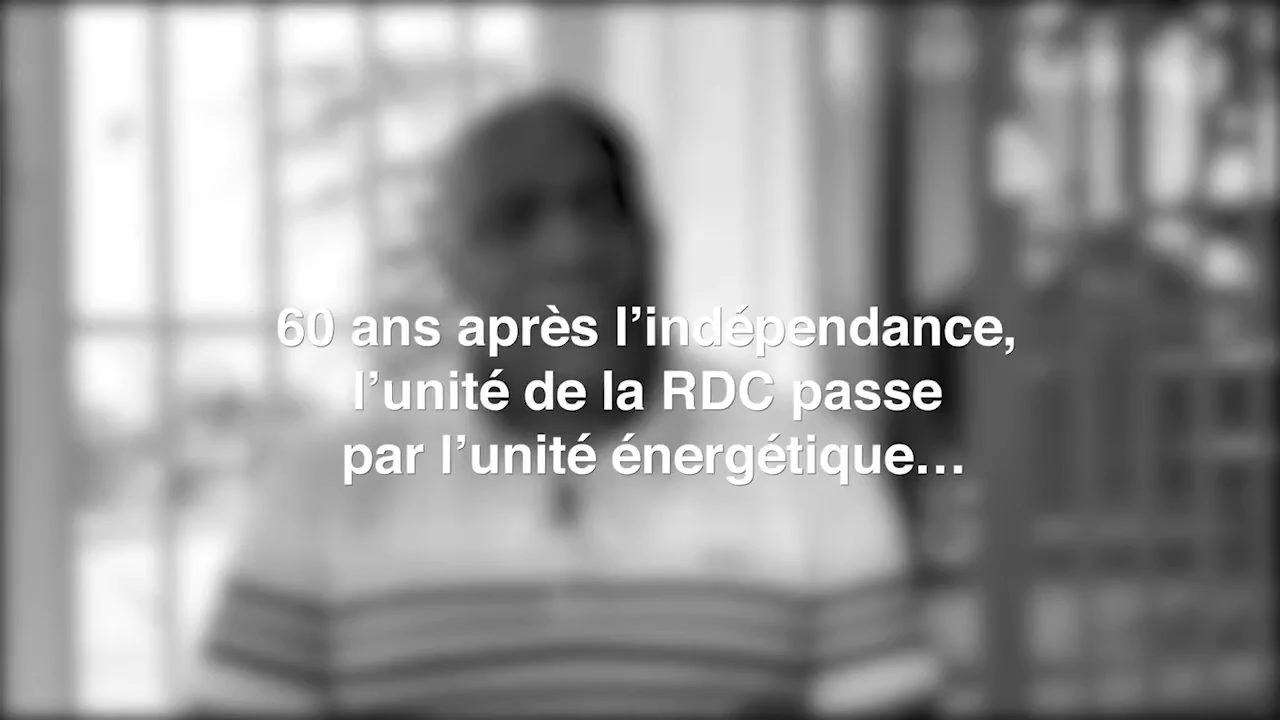 60 ans après l’indépendance,
l’unité de la RDC passe
par l’unité énergétique…